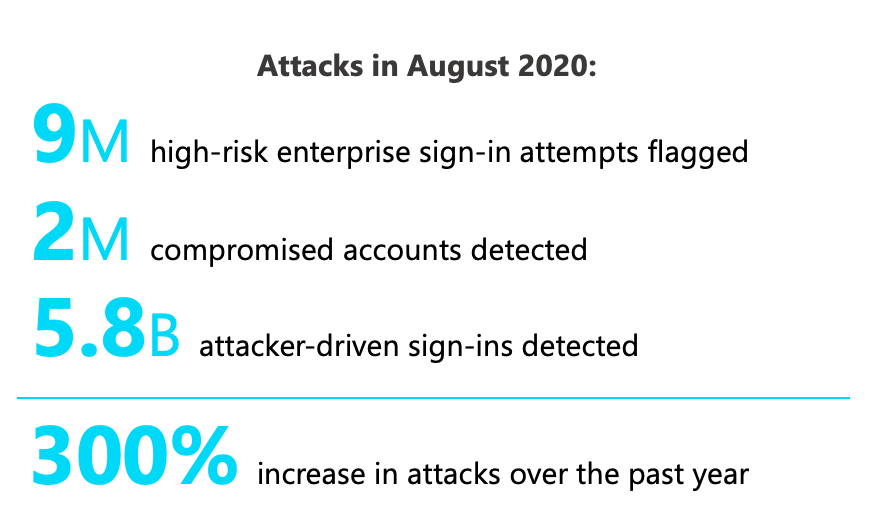 Attacks in August 2020:
9M high-risk enterprise sign-in attempts flagged
2M compromised accounts detected
5.8B attacker-driven sign-ins detected
300% increase in attacks over the past year